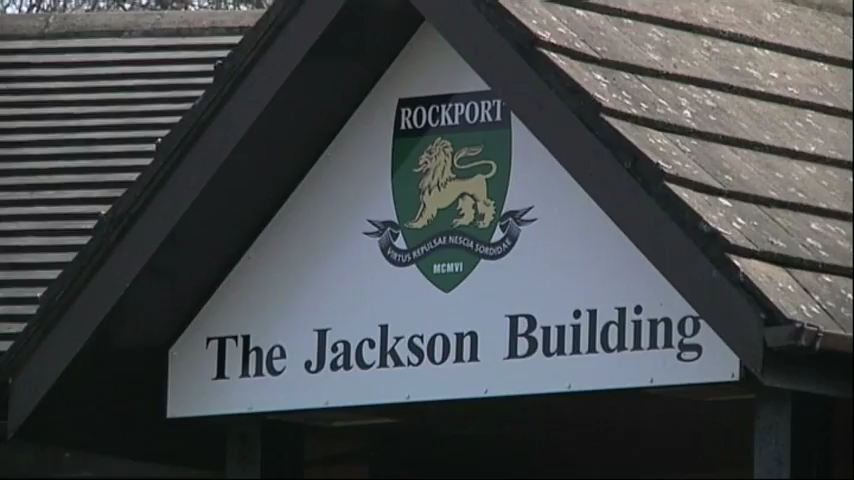 ROCKPORT
VIRTUS REPULSAE NESCIA SORDIDAE
MCMVI
The Jackson Building